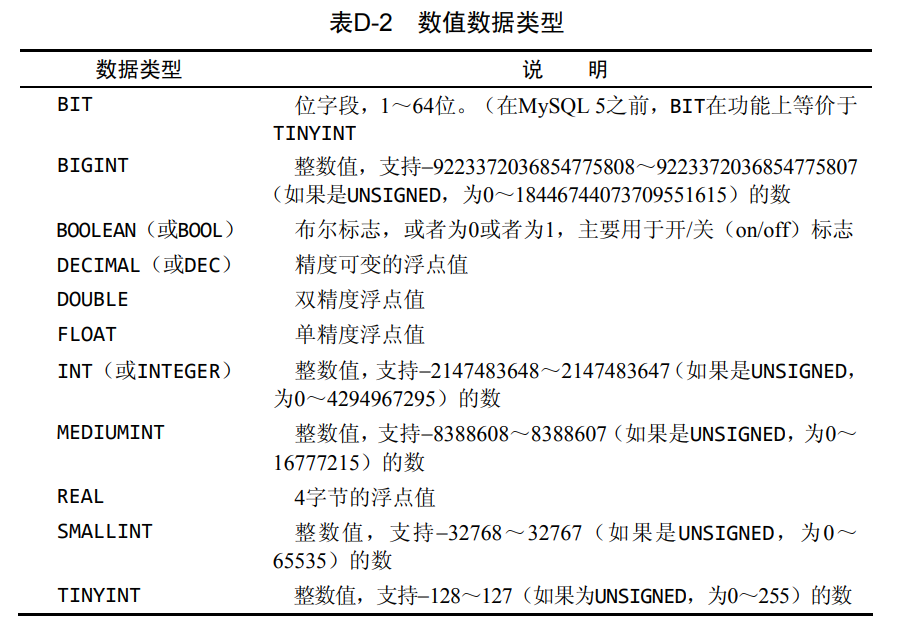 表D-2 数值数据类型
数据类型 说 明
BIT 位字段，1～64位。（在MySQL 5之前，BIT在功能上等价于
TINYINT
BIGINT 整数值，支持–9223372036854775808～9223372036854775807
（如果是UNSIGNED，为0～18446744073709551615）的数
BOOLEAN（或BOOL） 布尔标志，或者为0或者为1，主要用于开/关（on/off）标志
DECIMAL（或DEC） 精度可变的浮点值
DOUBLE 双精度浮点值
FLOAT 单精度浮点值
INT（或INTEGER） 整数值，支持–2147483648～2147483647（如果是UNSIGNED，
为0～4294967295）的数
MEDIUMINT 整数值，支持–8388608～8388607（如果是UNSIGNED，为0～
16777215）的数
REAL 4字节的浮点值
SMALLINT 整数值，支持–32768～32767（如果是UNSIGNED，为0～
65535）的数
TINYINT 整数值，支持–128～127（如果为UNSIGNED，为0～255）的数